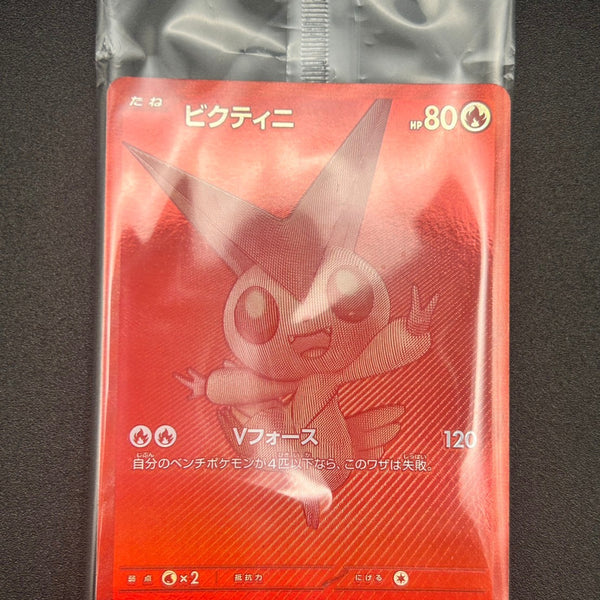 たね ビクティニ HP80
Vフォース 120
自分のベンチポケモンが4匹以下なら、このワザは失敗。
弱点 ×2 抵抗力 にげる